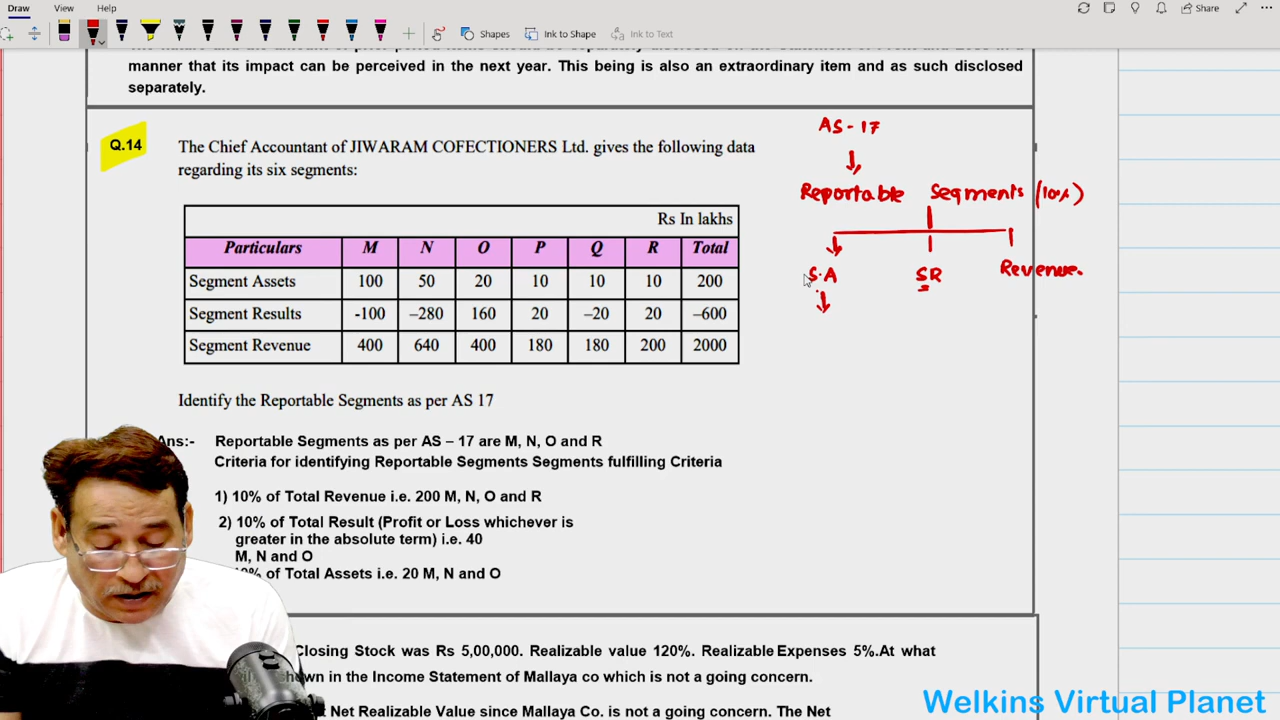 Draw View Help
Share
Shapes Ink to Shape Ink to Text
manner that its impact can be perceived in the next year. This being is also an extraordinary item and as such disclosed
separately.
Q.14
The Chief Accountant of JIWARAM COFECTIONERS Ltd. gives the following data
regarding its six segments:
Rs In lakhs
Particulars M N O P Q R Total
Segment Assets 100 50 20 10 10 10 200
Segment Results -100 –280 160 20 –20 20 –600
Segment Revenue 400 640 400 180 180 200 2000
Identify the Reportable Segments as per AS 17
Ans:- Reportable Segments as per AS – 17 are M, N, O and R
Criteria for identifying Reportable Segments Segments fulfilling Criteria
1) 10% of Total Revenue i.e. 200 M, N, O and R
2) 10% of Total Result (Profit or Loss whichever is
greater in the absolute term) i.e. 40
M, N and O
of Total Assets i.e. 20 M, N and O
AS-17
Reportable Segments (10%)
S.A SR Revenue.
Closing Stock was Rs 5,00,000. Realizable value 120%. Realizable Expenses 5%.At what
shown in the Income Statement of Mallaya co which is not a going concern.
Net Realizable Value since Mallaya Co. is not a going concern. The Net
Welkins Virtual Planet